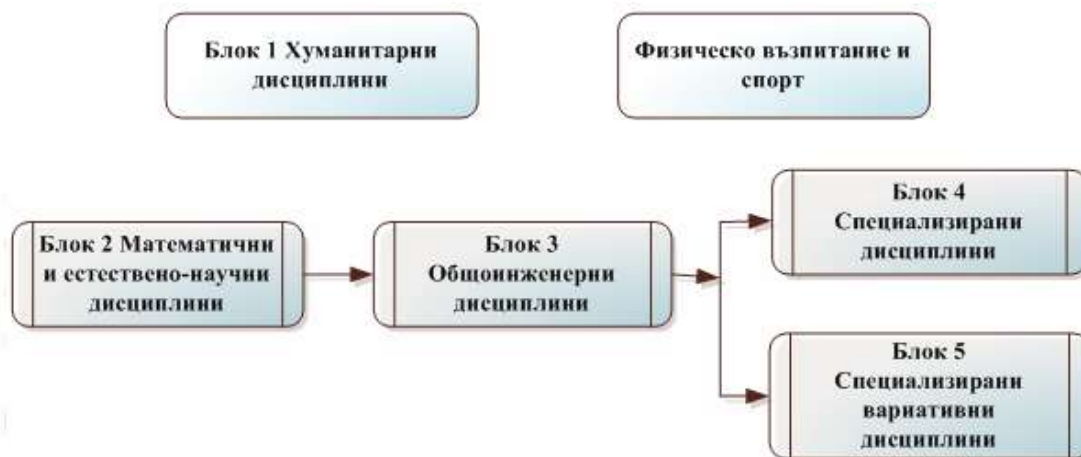 Блок 1 Хуманитарни
дисциплини
Физическо възпитание и
спорт
Блок 2 Математични
и естествено-научни
дисциплини
Блок 3
Общоинженерни
дисциплини
Блок 4
Специализирани
дисциплини
Блок 5
Специализирани
вариативни
дисциплини